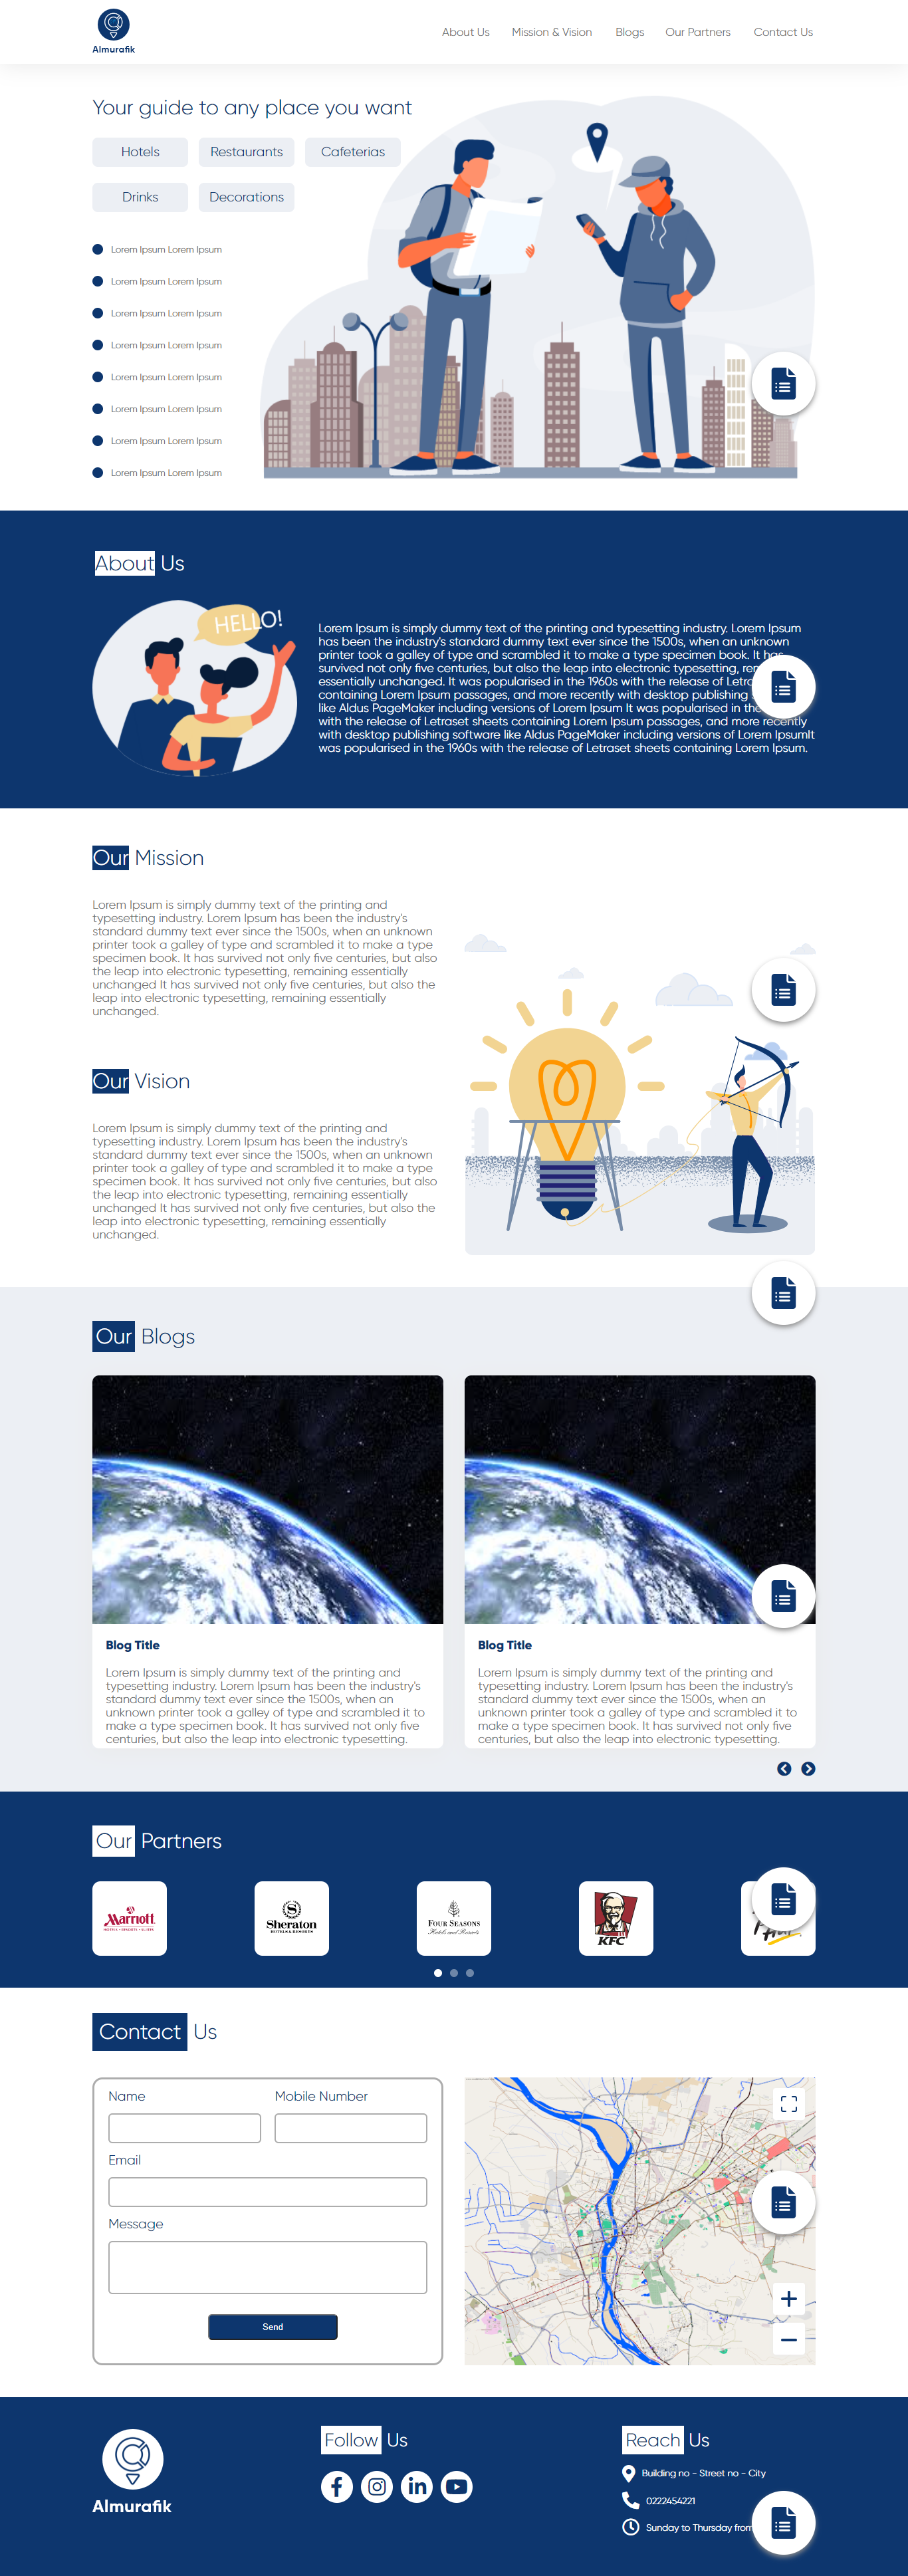 Almurafik
About Us
Mission & Vision
Blogs
Our Partners
Contact Us
Your guide to any place you want
Hotels
Restaurants
Cafeterias
Drinks
Decorations
Lorem Ipsum Lorem Ipsum
Lorem Ipsum Lorem Ipsum
Lorem Ipsum Lorem Ipsum
Lorem Ipsum Lorem Ipsum
Lorem Ipsum Lorem Ipsum
Lorem Ipsum Lorem Ipsum
Lorem Ipsum Lorem Ipsum
Lorem Ipsum Lorem Ipsum
About Us
HELLO!
Lorem Ipsum is simply dummy text of the printing and typesetting industry. Lorem Ipsum
has been the industry's standard dummy text ever since the 1500s, when an unknown
printer took a galley of type and scrambled it to make a type specimen book. It has
survived not only five centuries, but also the leap into electronic typesetting,
essentially unchanged. It was popularised in the 1960s with the release of
containing Lorem Ipsum passages, and more recently with desktop publishing
like Aldus PageMaker including versions of Lorem Ipsum It was popularised in
with the release of Letraset sheets containing Lorem Ipsum passages, and more recently
with desktop publishing software like Aldus PageMaker including versions of Lorem IpsumIt
was popularised in the 1960s with the release of Letraset sheets containing Lorem Ipsum.
Our Mission
Lorem Ipsum is simply dummy text of the printing and
typesetting industry. Lorem Ipsum has been the industry's
standard dummy text ever since the 1500s, when an unknown
printer took a galley of type and scrambled it to make a type
specimen book. It has survived not only five centuries, but also
the leap into electronic typesetting, remaining essentially
unchanged It has survived not only five centuries, but also the
leap into electronic typesetting, remaining essentially
unchanged.
Our Vision
Lorem Ipsum is simply dummy text of the printing and
typesetting industry. Lorem Ipsum has been the industry's
standard dummy text ever since the 1500s, when an unknown
printer took a galley of type and scrambled it to make a type
specimen book. It has survived not only five centuries, but also
the leap into electronic typesetting, remaining essentially
unchanged It has survived not only five centuries, but also the
leap into electronic typesetting, remaining essentially
unchanged.
Our Blogs
Blog Title
Lorem Ipsum is simply dummy text of the printing and
typesetting industry. Lorem Ipsum has been the industry's
standard dummy text ever since the 1500s, when an
unknown printer took a galley of type and scrambled it to
make a type specimen book. It has survived not only five
centuries, but also the leap into electronic typesetting.
Blog Title
Lorem Ipsum is simply dummy text of the printing and
typesetting industry. Lorem Ipsum has been the industry's
standard dummy text ever since the 1500s, when an
unknown printer took a galley of type and scrambled it to
make a type specimen book. It has survived not only five
centuries, but also the leap into electronic typesetting.
Our Partners
Marriott
HOTELS · RESORTS · SUITES
S
Sheraton
HOTELS & RESORTS
FOUR SEASONS
Hotels and Resorts
KFC
Contact Us
Name
Mobile Number
Email
Message
Send
Almurafik
Follow Us
Reach Us
Building no - Street no - City
0222454221
Sunday to Thursday from